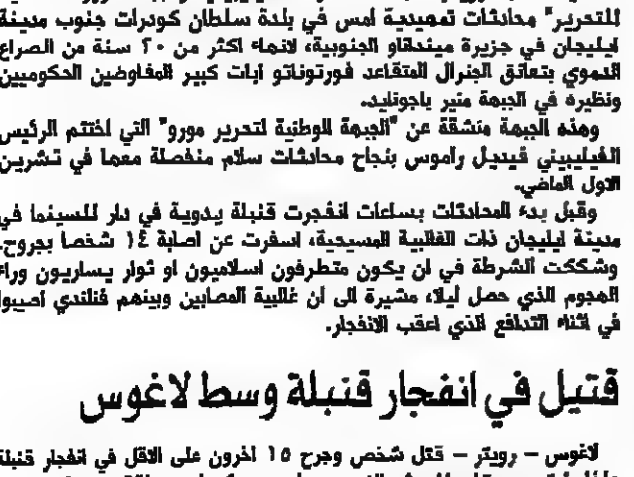 للتحرير" محادثات تمهيدية امس في بلدة سلطان كودرات جنوب مدينة
ايليجان في جزيرة مينداناو الجنوبية، لانهاء اكثر من ٢٠ سنة من الصراع
الدموي بتعانق الجنرال المتقاعد فورتوناتو ابات كبير المفاوضين الحكوميين
ونظيره في الجبهة منير باجونايد.
وهذه الجبهة منشقة عن "الجبهة الوطنية لتحرير مورو" التي اختتم الرئيس
الفيليبيني فيديل راموس بنجاح محادثات سلام منفصلة معها في تشرين
الاول الماضي.
وقبل بدء المحادثات بساعات انفجرت قنبلة يدوية في دار للسينما في
مدينة ايليجان ذات الغالبية المسيحية، اسفرت عن اصابة ١٤ شخصا بجروح.
وشككت الشرطة في ان يكون متطرفون اسلاميون او ثوار يساريون وراء
الهجوم الذي حصل ليلا، مشيرة الى ان غالبية المصابين وبينهم فنلندي اصيبوا
في اثناء التدافع الذي اعقب الانفجار.
قتيل في انفجار قنبلة وسط لاغوس
لاغوس – رويتر – قتل شخص وجرح ١٥ اخرون على الاقل في انفجار قنبلة